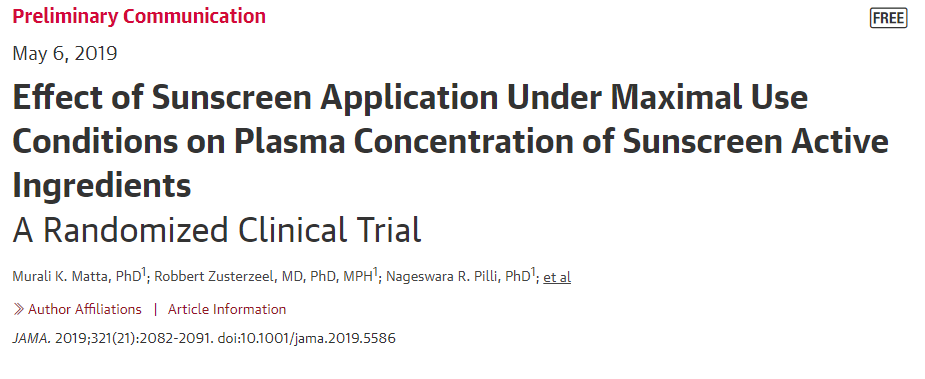 Preliminary Communication
FREE
May 6, 2019
Effect of Sunscreen Application Under Maximal Use
Conditions on Plasma Concentration of Sunscreen Active
Ingredients
A Randomized Clinical Trial
Murali K. Matta, PhD1; Robbert Zusterzeel, MD, PhD, MPH1; Nageswara R. Pilli, PhD1; et al
Author Affiliations | Article Information
JAMA. 2019;321(21):2082-2091. doi:10.1001/jama.2019.5586